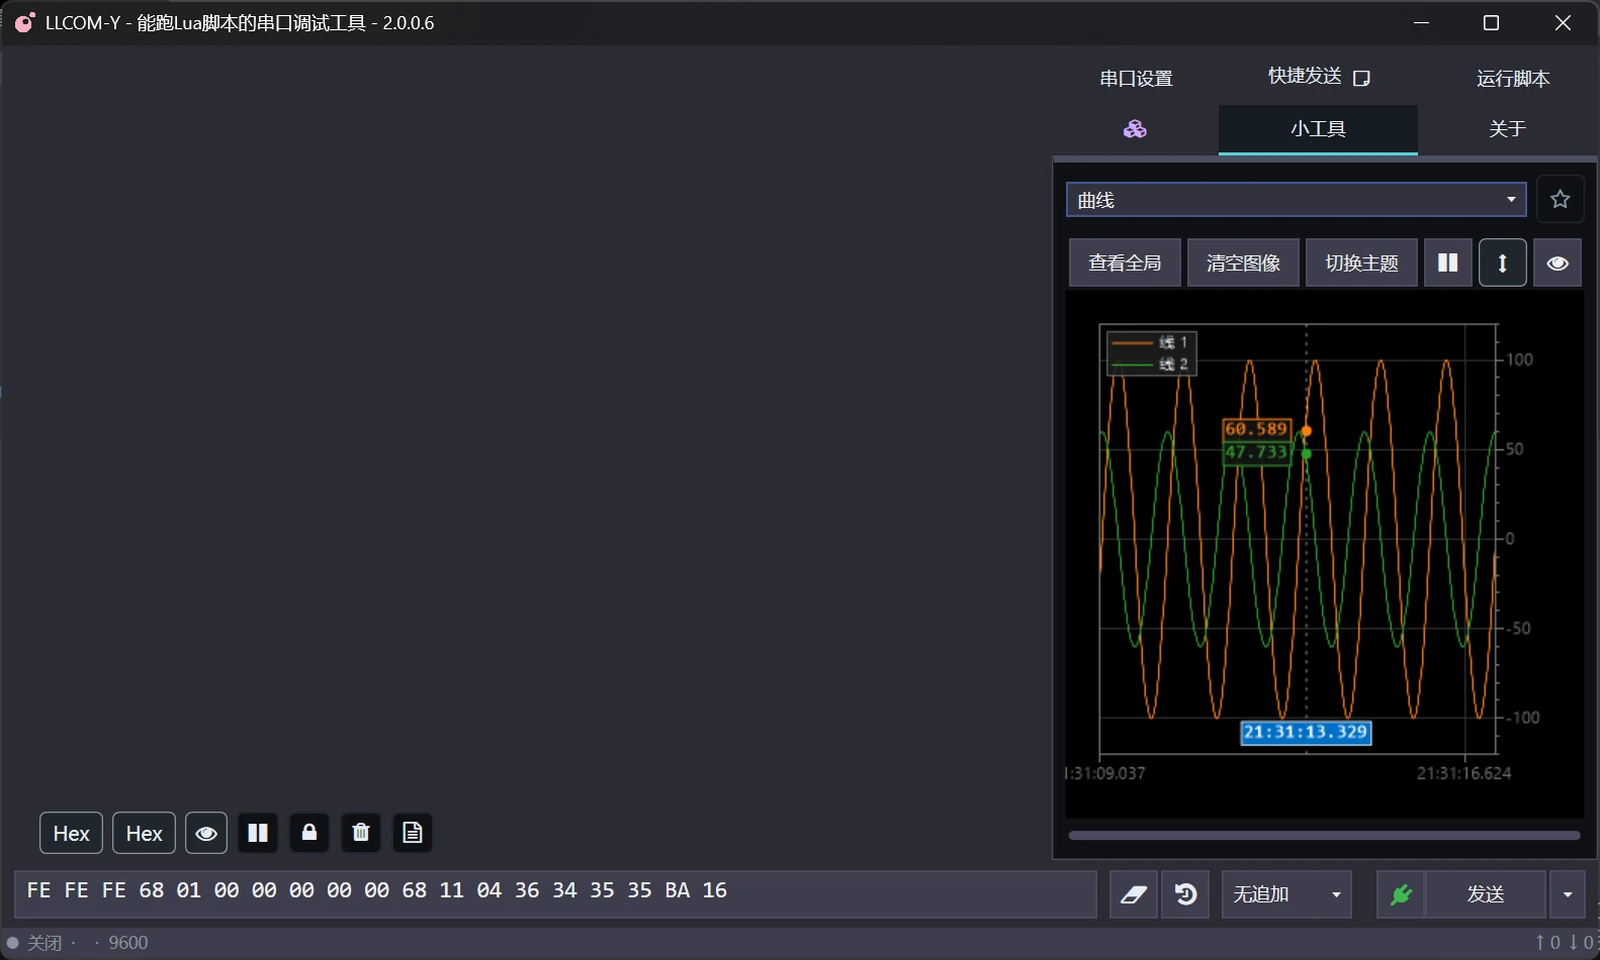 LLCOM-Y - 能跑Lua脚本的串口调试工具 - 2.0.0.6
串口设置
快捷发送
运行脚本
小工具
关于
曲线
查看全局
清空图像
切换主题
线 1
线 2
100
60.589
47.733
50
0
-50
-100
21:31:13.329
1:31:09.037
21:31:16.624
Hex
Hex
FE FE FE 68 01 00 00 00 00 00 68 11 04 36 34 35 35 BA 16
无追加
发送
关闭 · · 9600
↑0 ↓0